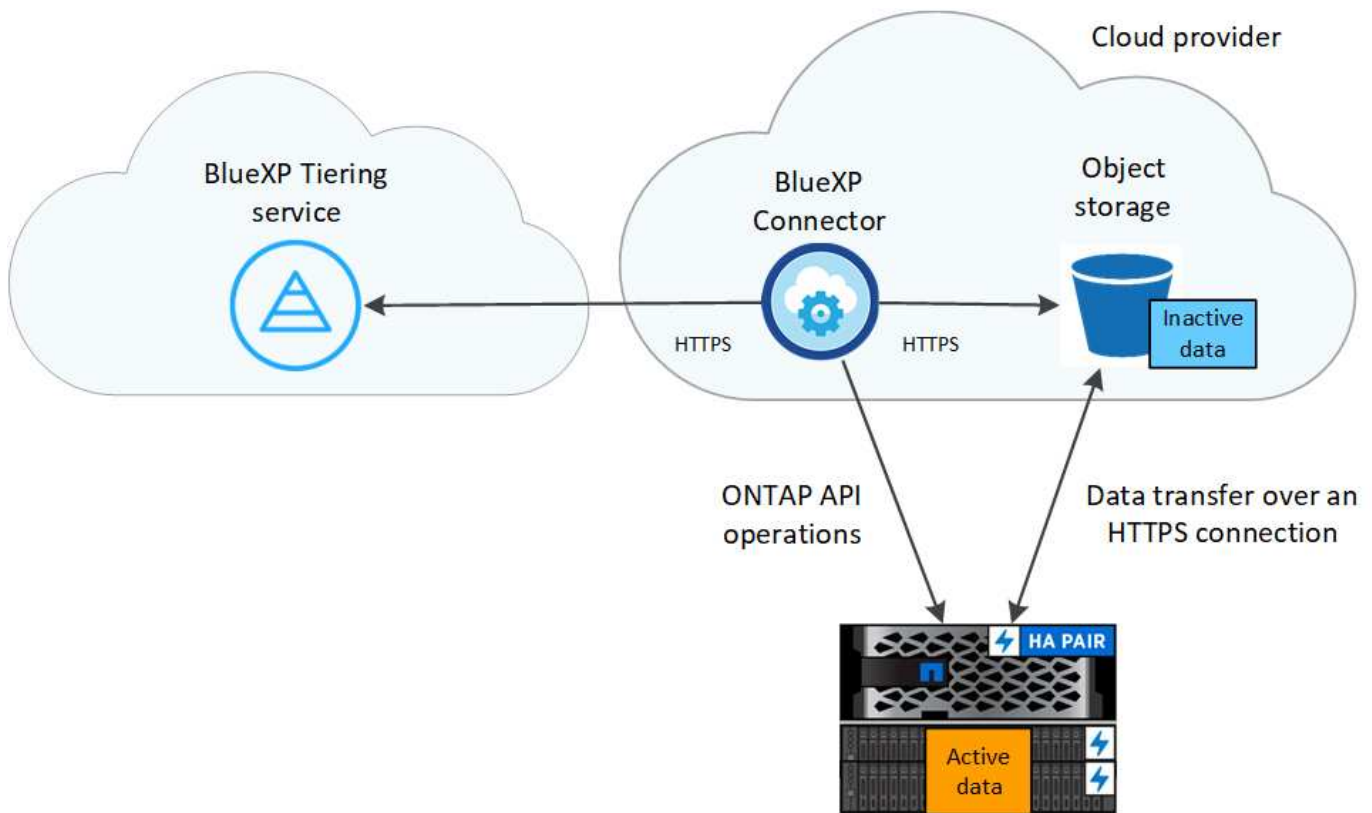 Cloud provider
BlueXP Tiering
service
BlueXP
Connector
Object
storage
Inactive
data
HTTPS
HTTPS
ONTAP API
operations
Data transfer over an
HTTPS connection
HA PAIR
Active
data